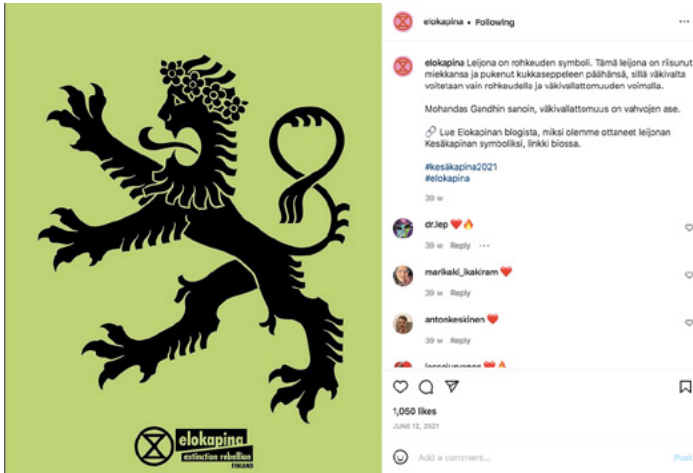 elokapina • Following
elokapina Leijona on rohkeuden symboli. Tämä leijona on riisunut
miekkansa ja pukenut kukkaseppeleen päähänsä, sillä väkivalta
voitetaan vain rohkeudella ja väkivallattomuuden voimalla.
Mohandas Gandhin sanoin, väkivallattomuus on vahvojen ase.
🔗 Lue Elokapinan blogista, miksi olemme ottaneet leijonan
Kesäkapinan symboliksi, linkki biossa.
#kesäkapina2021
#elokapina
39 w
dr.lep ❤️🔥
39 w Reply
marikaki_ikakiram ❤️
39 w Reply
antonkeskinen ❤️
39 w Reply
1,050 likes
JUNE 12, 2021
Add a comment...
Post
elokapina
extinction rebellion
FINLAND